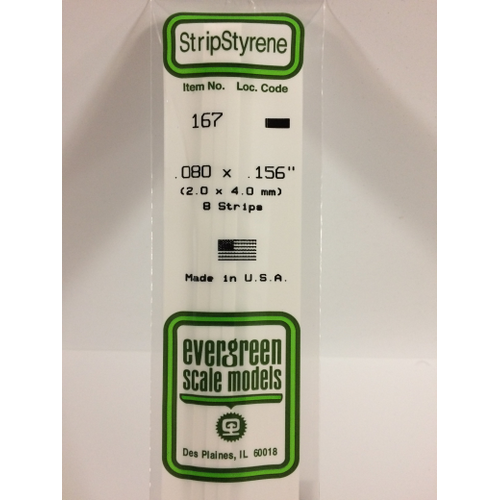 StripStyrene
Item No. Loc. Code
167
.080 x .156"
(2.0 x 4.0 mm)
8 Strips
Made in U.S.A.
evergreen
scale models
Des Plaines, IL 60018